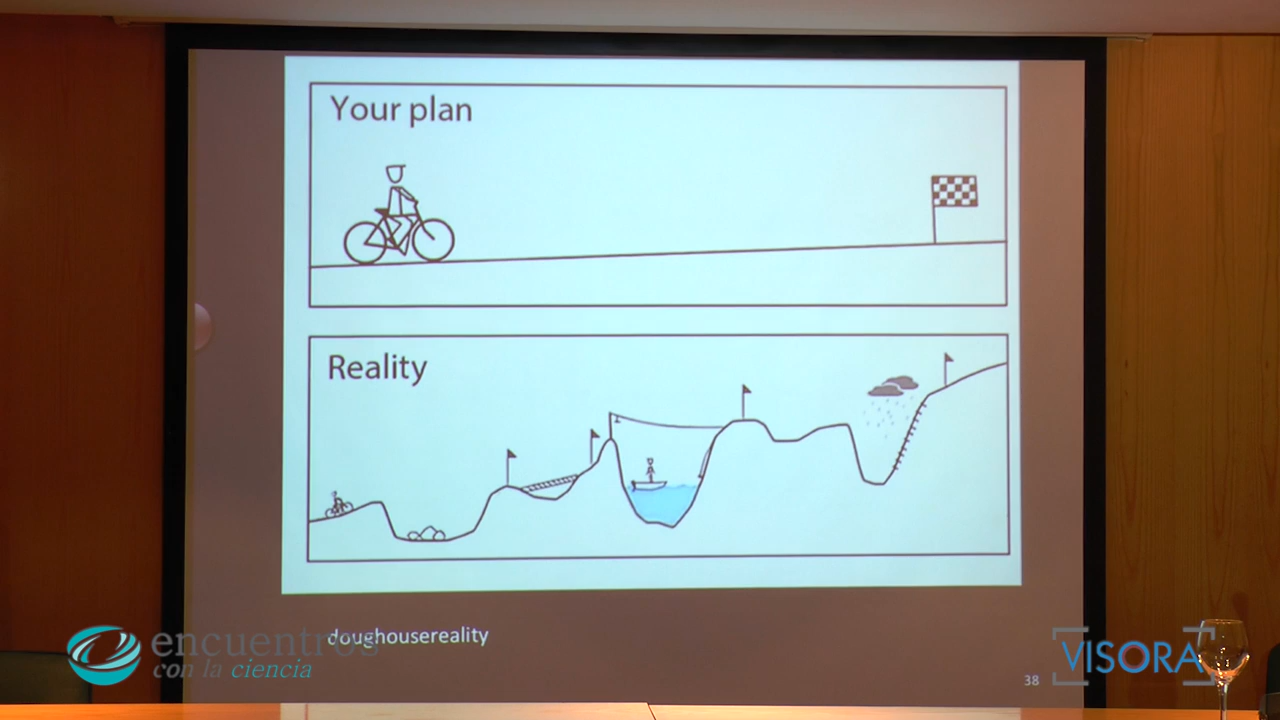 Your plan
Reality
doughousereality
encuentros
con la ciencia
38
VISORA